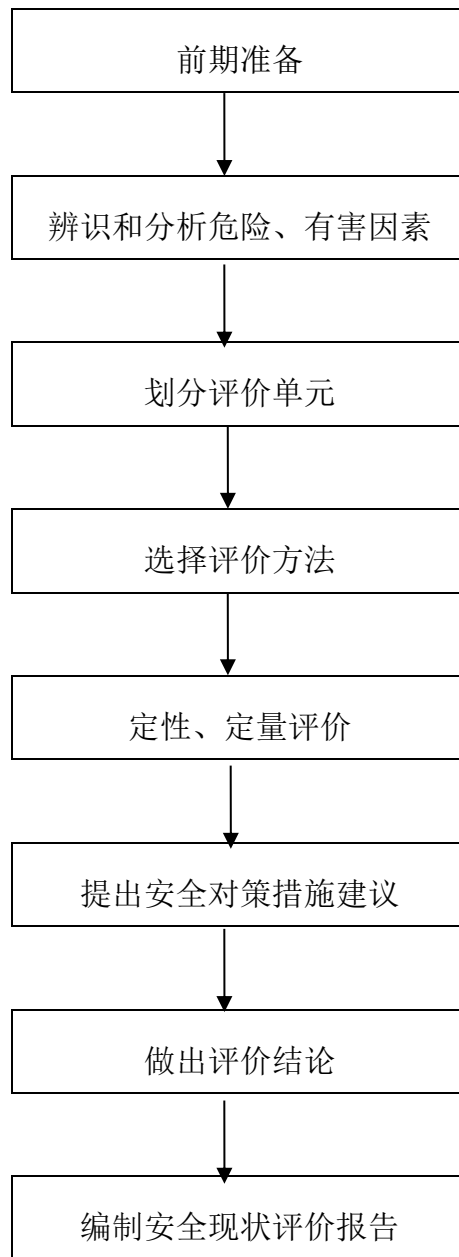 前期准备
辨识和分析危险、有害因素
划分评价单元
选择评价方法
定性、定量评价
提出安全对策措施建议
做出评价结论
编制安全现状评价报告